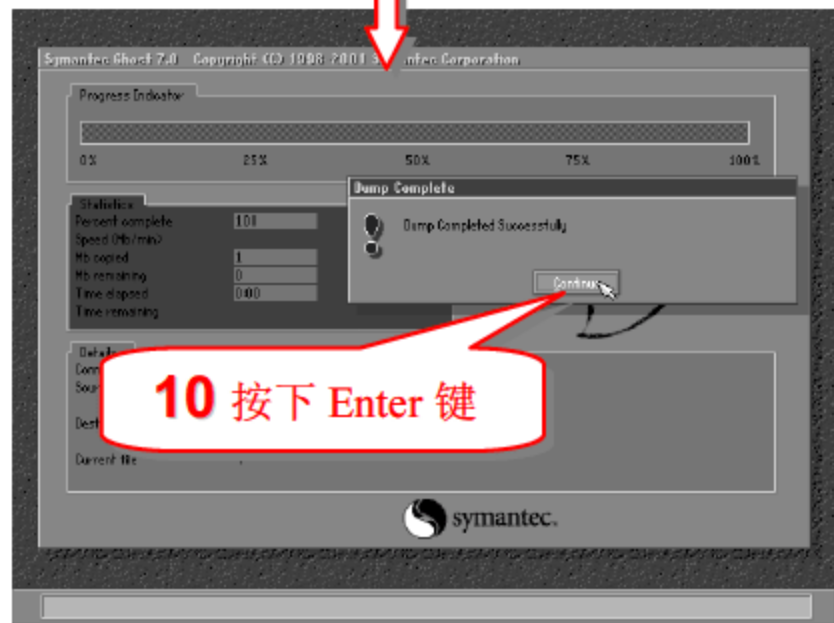 Symantec Ghost 7.0 Copyright (C) 1998-2001 Symantec Corporation
Progress Indicator
0% 25% 50% 75% 100%
Dump Complete
Dump Completed Successfully
Continue
Statistics
Percent complete 100
Speed (Mb/min)
Mb copied 1
Mb remaining 0
Time elapsed 0:00
Time remaining
Details
10 按下 Enter 键
Current file
symantec.